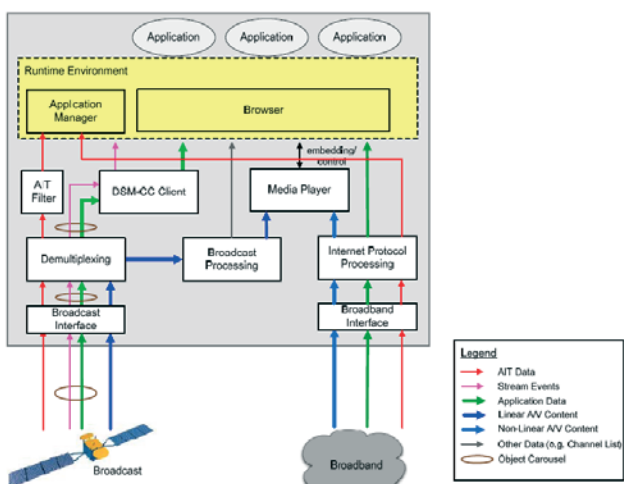 Application
Application
Application
Runtime Environment
Application
Manager
Browser
embedding/
control
AIT
Filter
DSM-CC Client
Media Player
Demultiplexing
Broadcast
Processing
Internet Protocol
Processing
Broadcast
Interface
Broadband
Interface
Broadcast
Broadband
Legend
AIT Data
Stream Events
Application Data
Linear A/V Content
Non-Linear A/V Content
Other Data (e.g. Channel List)
Object Carousel